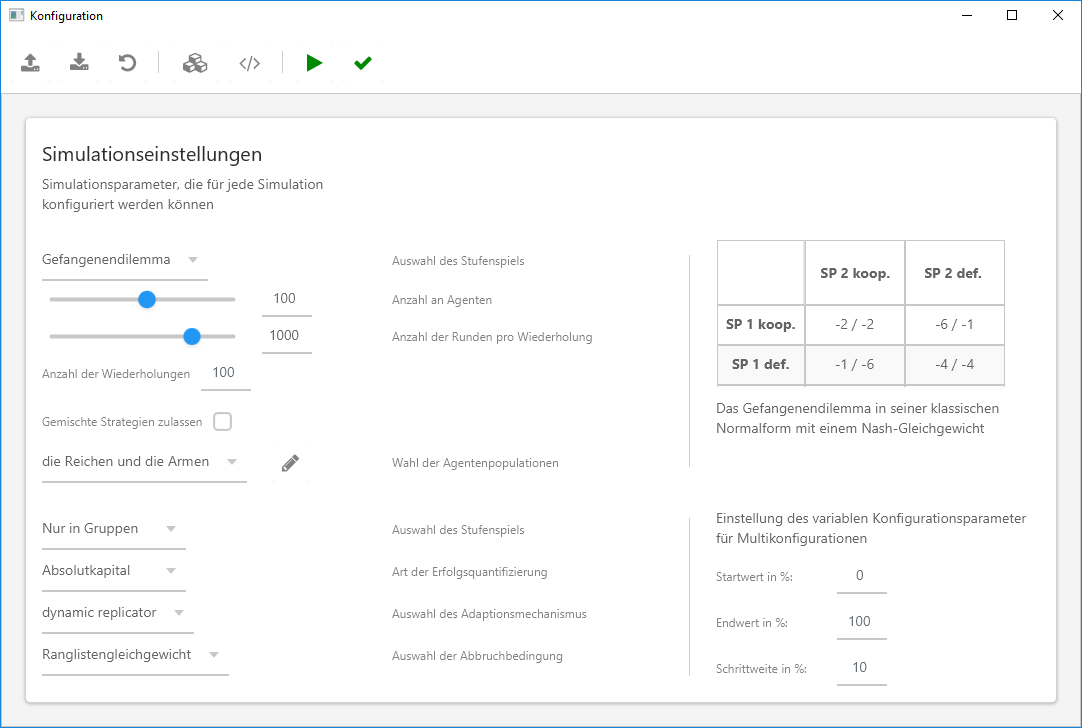 Konfiguration
Simulationseinstellungen
Simulationsparameter, die für jede Simulation
konfiguriert werden können
Gefangenendilemma
Auswahl des Stufenspiels
100
Anzahl an Agenten
1000
Anzahl der Runden pro Wiederholung
Anzahl der Wiederholungen 100
Gemischte Strategien zulassen
die Reichen und die Armen
Wahl der Agentenpopulationen
SP 2 koop. SP 2 def.
SP 1 koop. -2 / -2 -6 / -1
SP 1 def. -1 / -6 -4 / -4
Das Gefangenendilemma in seiner klassischen
Normalform mit einem Nash-Gleichgewicht
Nur in Gruppen
Auswahl des Stufenspiels
Absolutkapital
Art der Erfolgsquantifizierung
dynamic replicator
Auswahl des Adaptionsmechanismus
Ranglistengleichgewicht
Auswahl der Abbruchbedingung
Einstellung des variablen Konfigurationsparameter
für Multikonfigurationen
Startwert in %: 0
Endwert in %: 100
Schrittweite in %: 10